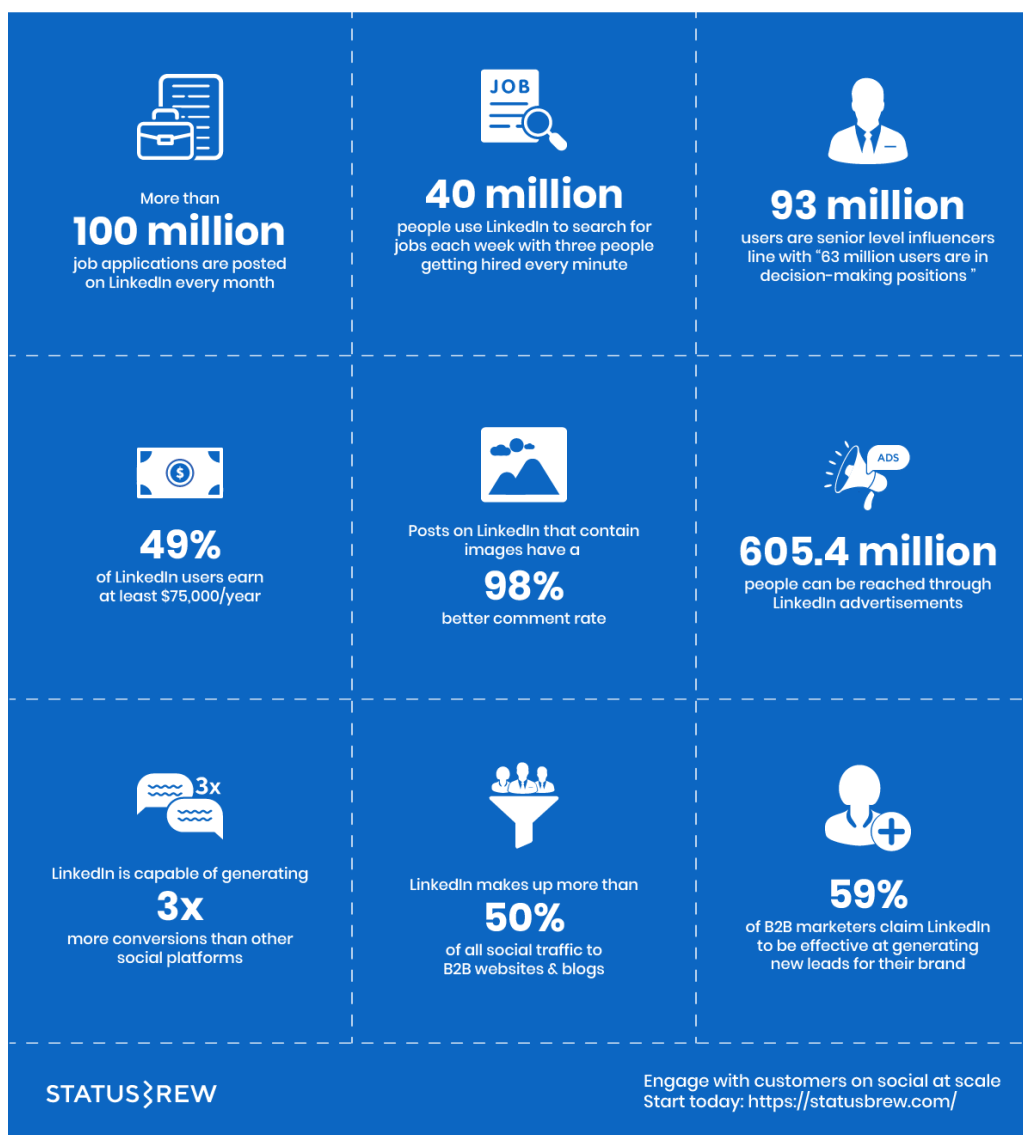 More than
100 million
job applications are posted
on LinkedIn every month
JOB
40 million
people use LinkedIn to search for
jobs each week with three people
getting hired every minute
93 million
users are senior level influencers
line with “63 million users are in
decision-making positions ”
$
49%
of LinkedIn users earn
at least $75,000/year
Posts on LinkedIn that contain
images have a
98%
better comment rate
ADS
605.4 million
people can be reached through
LinkedIn advertisements
3x
LinkedIn is capable of generating
3x
more conversions than other
social platforms
LinkedIn makes up more than
50%
of all social traffic to
B2B websites & blogs
59%
of B2B marketers claim LinkedIn
to be effective at generating
new leads for their brand
STATUSBREW
Engage with customers on social at scale
Start today: https://statusbrew.com/